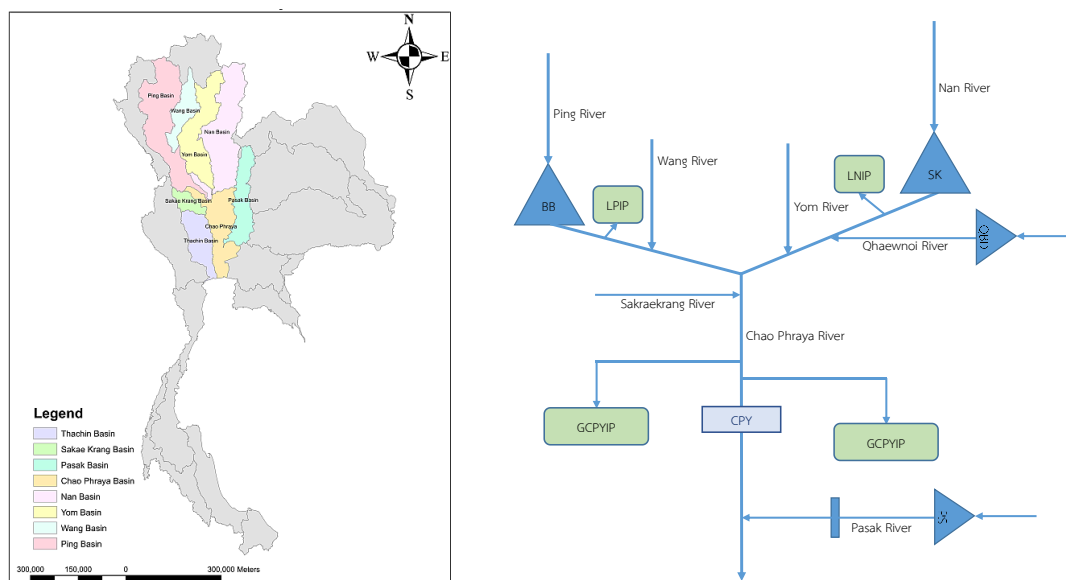 N
W
E
S
Ping Basin
Wang Basin
Nan Basin
Yom Basin
Sakae Krang Basin
Pasak Basin
Chao Phraya
Thachin Basin
Legend
Thachin Basin
Sakae Krang Basin
Pasak Basin
Chao Phraya Basin
Nan Basin
Yom Basin
Wang Basin
Ping Basin
300,000 150,000 0 300,000 Meters
Ping River
Nan River
Wang River
BB
LPIP
LNIP
SK
Yom River
Qhaewnoi River
Sakraekrang River
Chao Phraya River
GCPYIP
CPY
GCPYIP
Pasak River